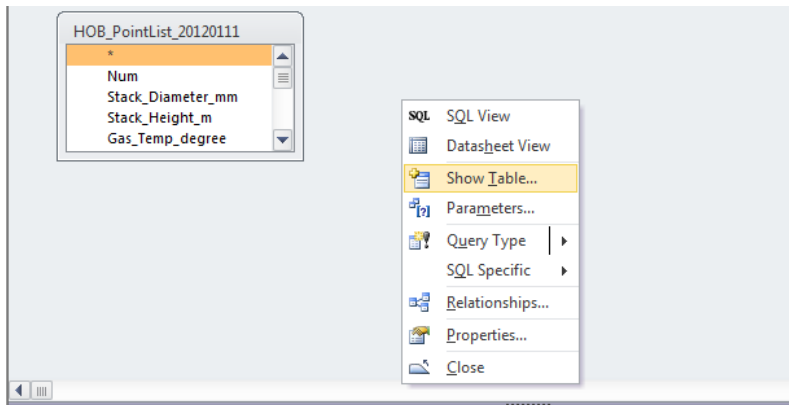 HOB_PointList_20120111
*
Num
Stack_Diameter_mm
Stack_Height_m
Gas_Temp_degree
SQL SQL View
Datasheet View
Show Table...
[?] Parameters...
Query Type
SQL Specific
Relationships...
Properties...
Close